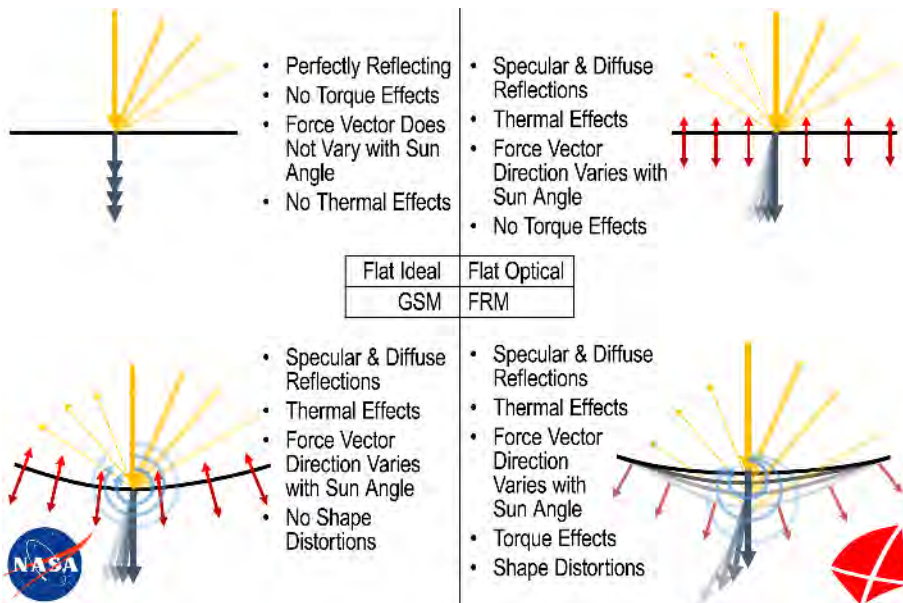 • Perfectly Reflecting
• No Torque Effects
• Force Vector Does
Not Vary with Sun
Angle
• No Thermal Effects
• Specular & Diffuse
Reflections
• Thermal Effects
• Force Vector
Direction Varies with
Sun Angle
• No Torque Effects
Flat Ideal
Flat Optical
GSM
FRM
• Specular & Diffuse
Reflections
• Thermal Effects
• Force Vector
Direction Varies
with Sun Angle
• No Shape
Distortions
• Specular & Diffuse
Reflections
• Thermal Effects
• Force Vector
Direction
Varies with
Sun Angle
• Torque Effects
• Shape Distortions
NASA